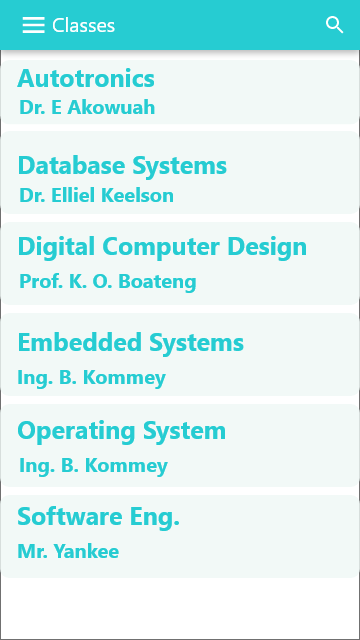 Classes
Autotronics
Dr. E Akowuah
Database Systems
Dr. Elliel Keelson
Digital Computer Design
Prof. K. O. Boateng
Embedded Systems
Ing. B. Kommey
Operating System
Ing. B. Kommey
Software Eng.
Mr. Yankee